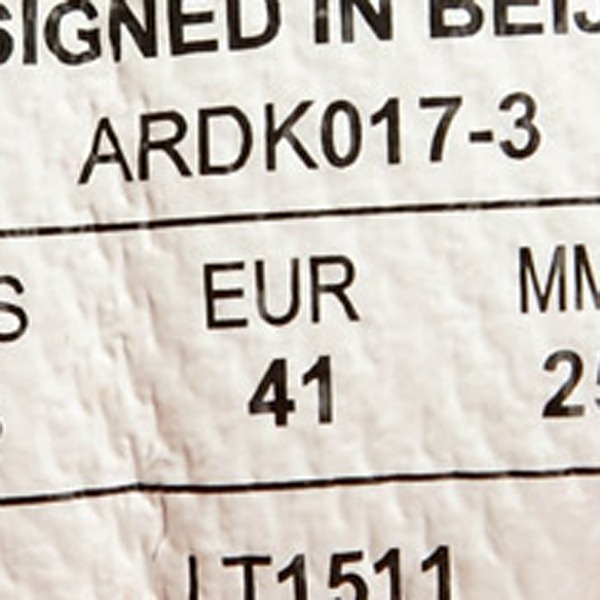 SIGNED IN BEIJ
ARDK017-3
S EUR MM
41 25
LT1511